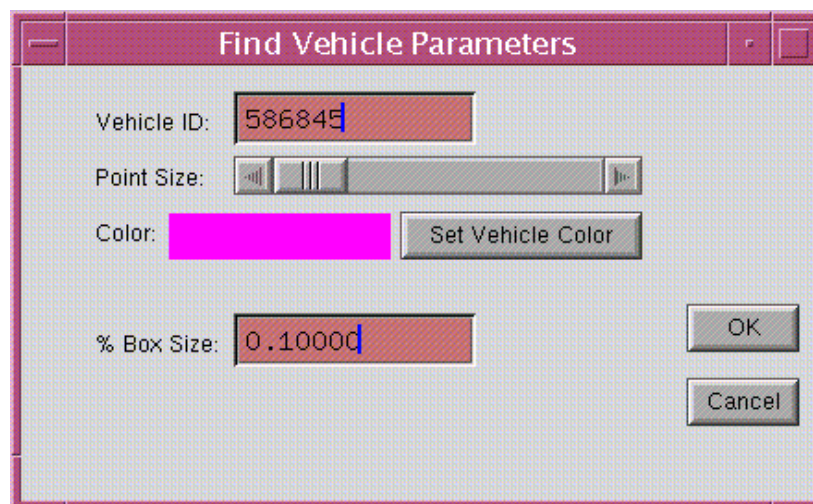 Find Vehicle Parameters
Vehicle ID: 586845
Point Size:
Color: Set Vehicle Color
% Box Size: 0.10000
OK
Cancel